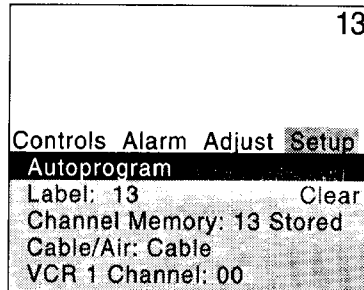 13
Controls Alarm Adjust Setup
Autoprogram
Label: 13 Clear
Channel Memory: 13 Stored
Cable/Air: Cable
VCR 1 Channel: 00